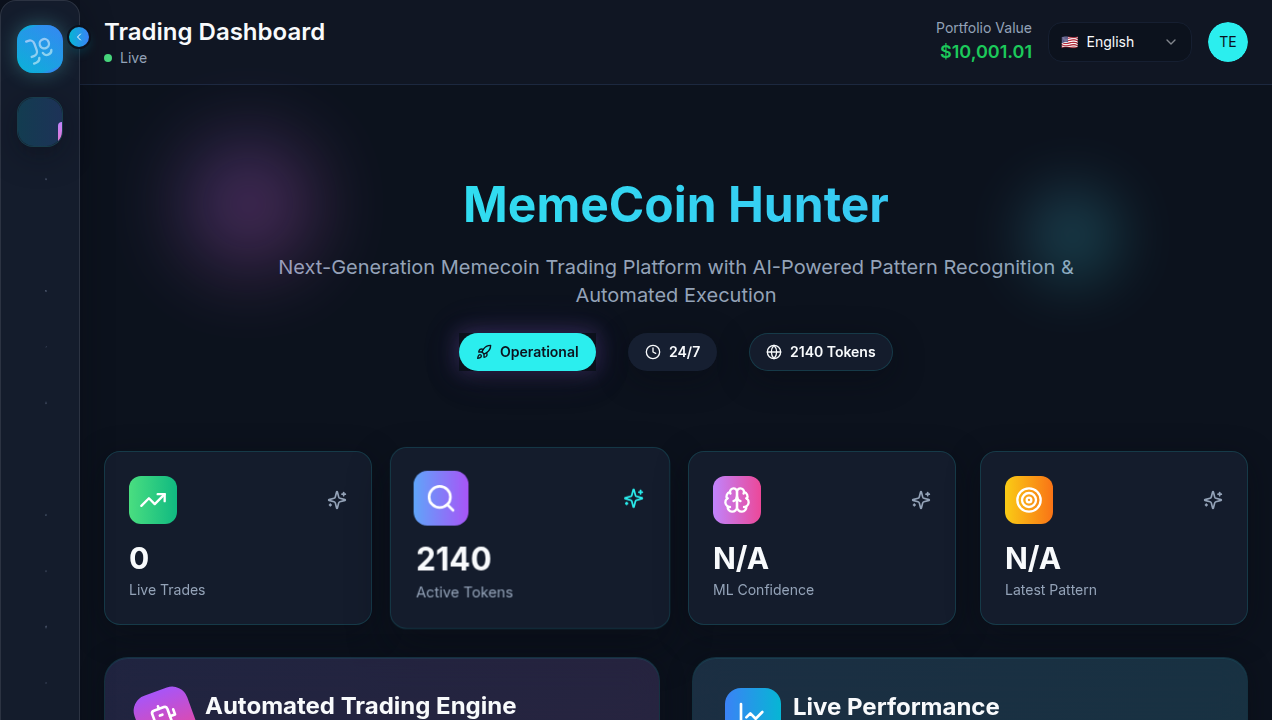 Trading Dashboard
Live
Portfolio Value
$10,001.01
English
TE
MemeCoin Hunter
Next-Generation Memecoin Trading Platform with AI-Powered Pattern Recognition &
Automated Execution
Operational
24/7
2140 Tokens
0
Live Trades
2140
Active Tokens
N/A
ML Confidence
N/A
Latest Pattern
Automated Trading Engine
Live Performance